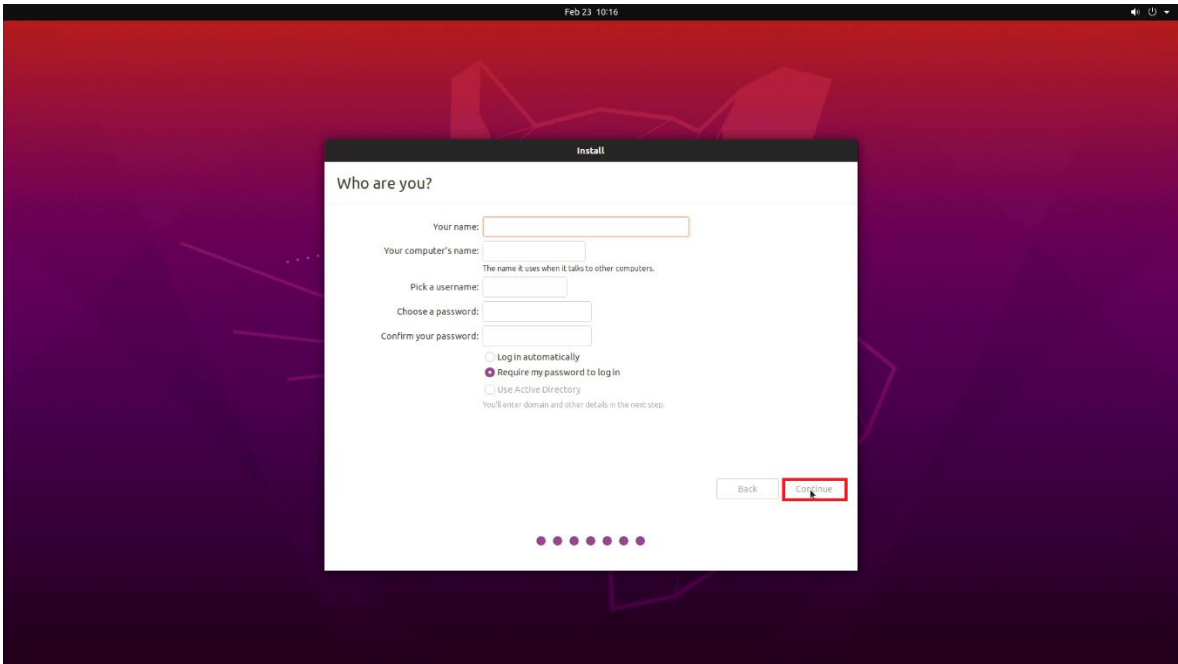 Feb 23 10:16
Install
Who are you?
Your name:
Your computer's name:
The name it uses when it talks to other computers.
Pick a username:
Choose a password:
Confirm your password:
Log in automatically
Require my password to log in
Use Active Directory
You'll enter domain and other details in the next step.
Back Continue